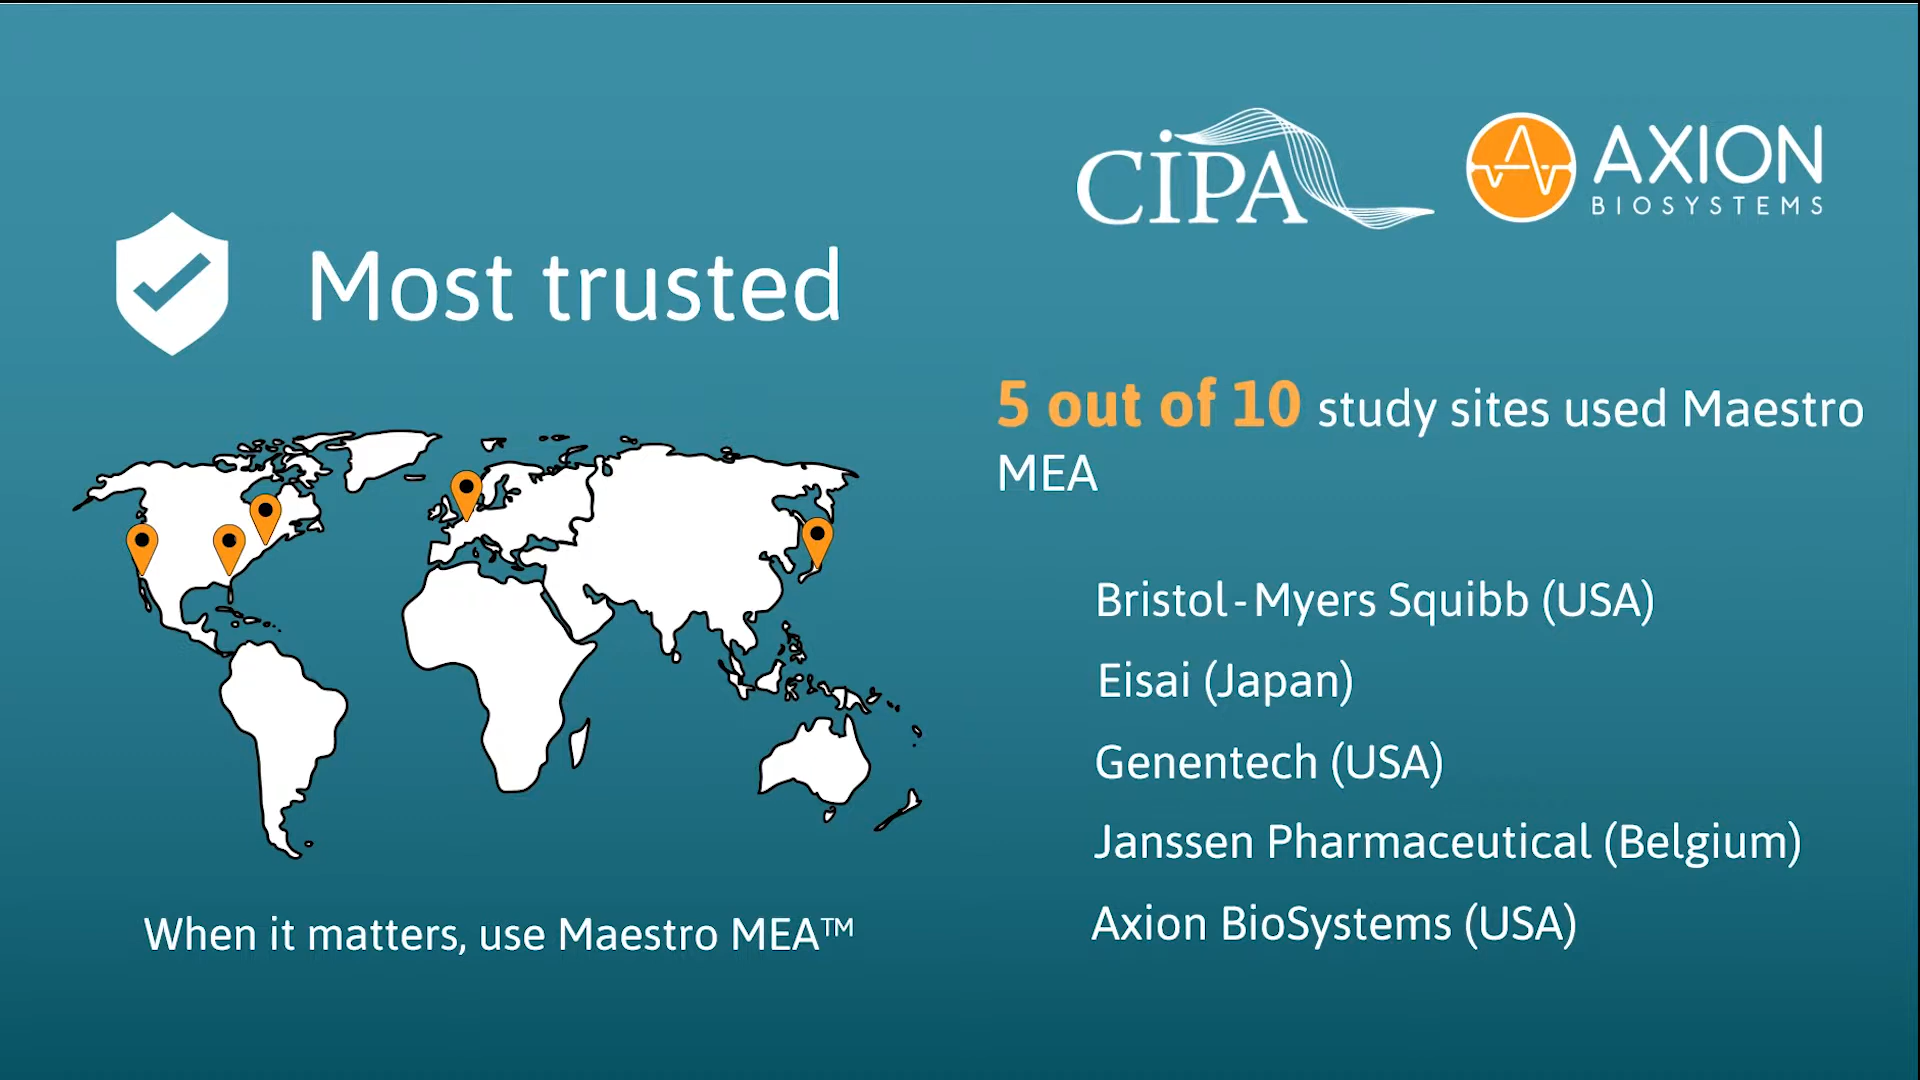 CiPA
AXION
BIOSYSTEMS
Most trusted
5 out of 10 study sites used Maestro
MEA
Bristol-Myers Squibb (USA)
Eisai (Japan)
Genentech (USA)
Janssen Pharmaceutical (Belgium)
Axion BioSystems (USA)
When it matters, use Maestro MEA™